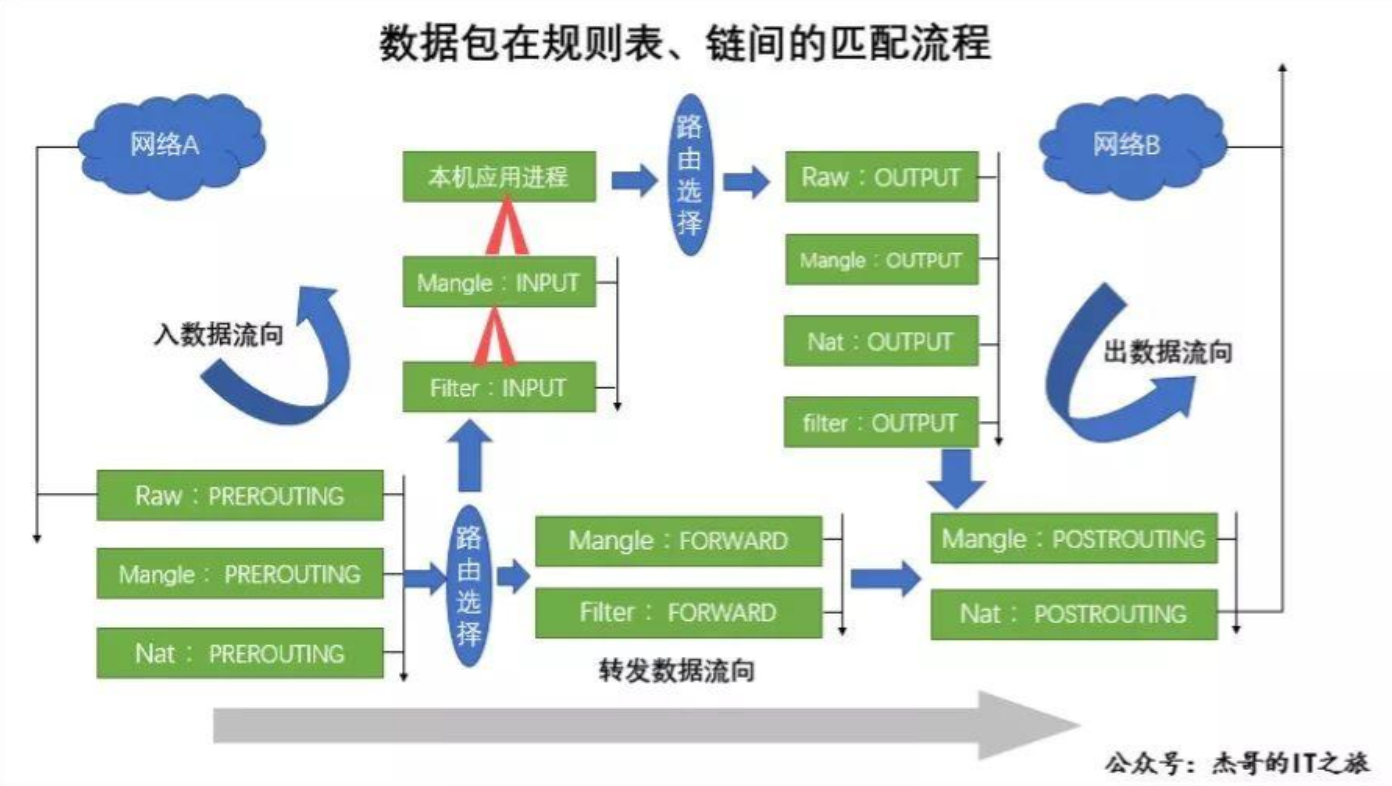 数据包在规则表、链间的匹配流程
网络A
网络B
本机应用进程
路由选择
Raw：OUTPUT
Mangle：INPUT
Mangle：OUTPUT
入数据流向
Nat：OUTPUT
出数据流向
Filter：INPUT
filter：OUTPUT
Raw：PREROUTING
路由选择
Mangle：FORWARD
Mangle：POSTROUTING
Mangle： PREROUTING
Filter： FORWARD
Nat： POSTROUTING
Nat： PREROUTING
转发数据流向
公众号：杰哥的IT之旅